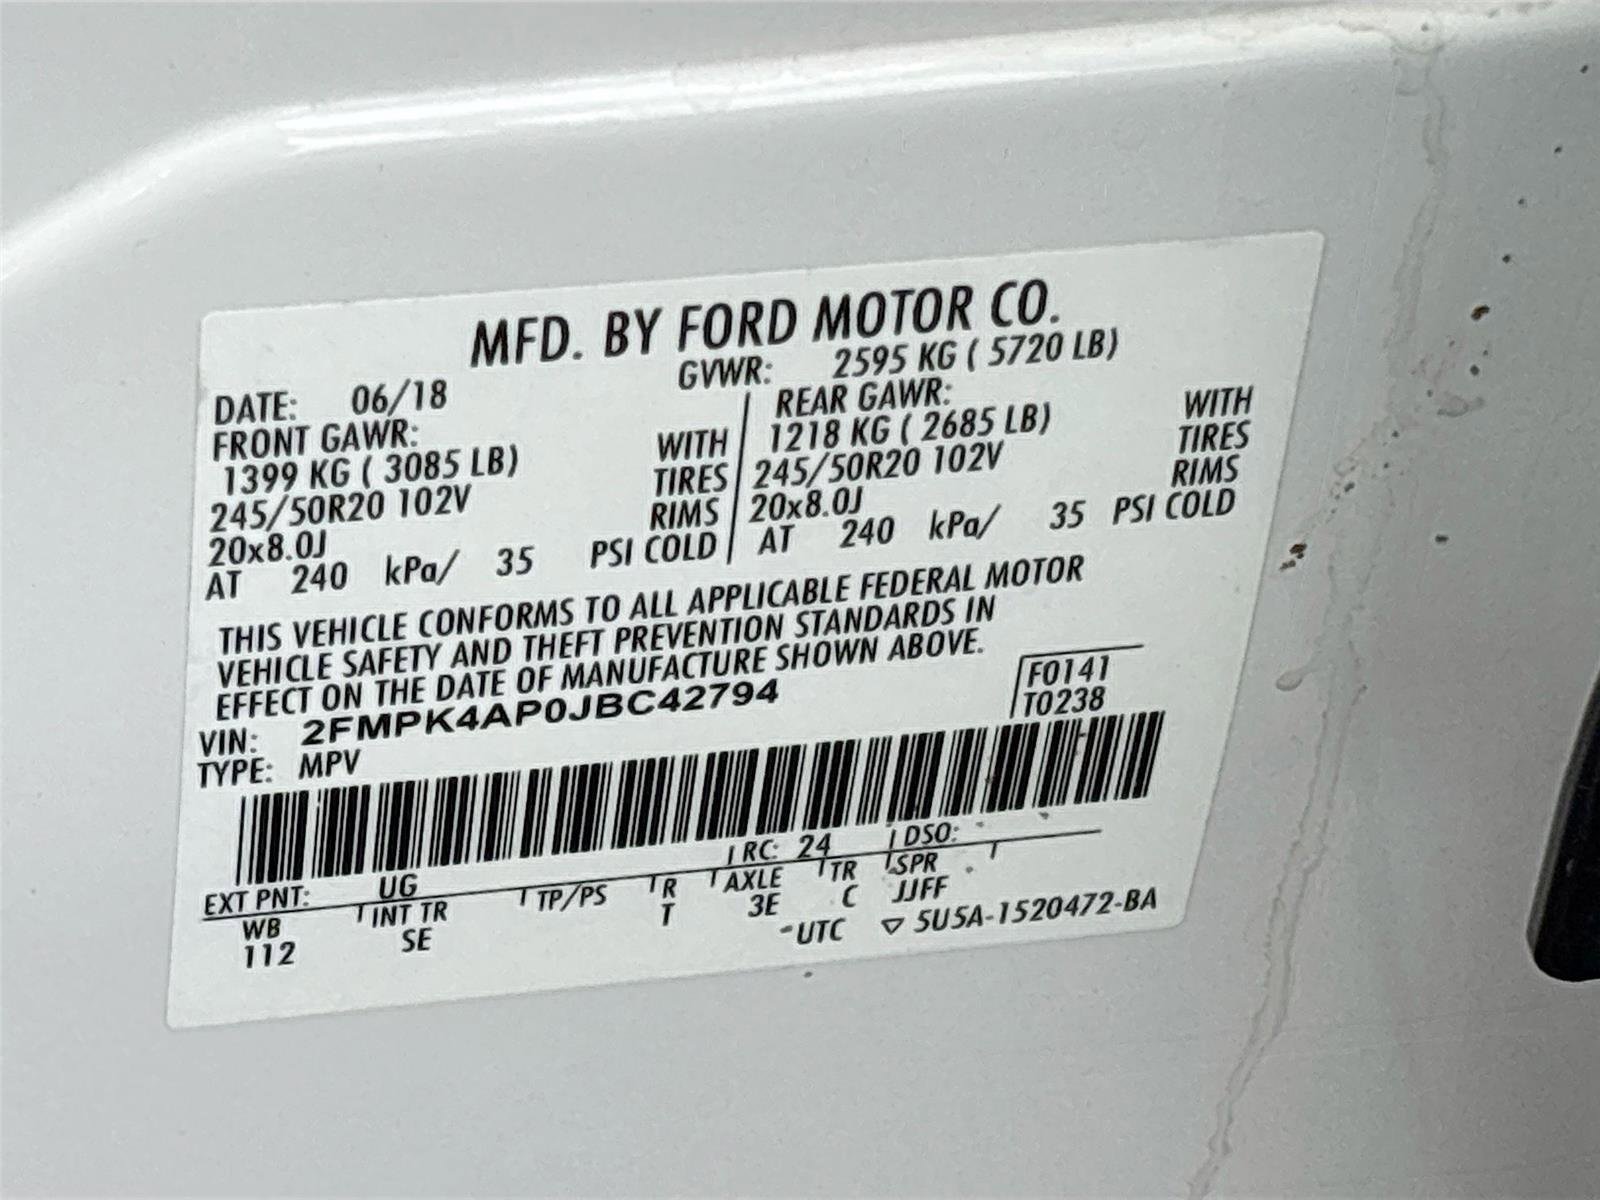 MFD. BY FORD MOTOR CO.
DATE: 06/18 GVWR: 2595 KG ( 5720 LB)
FRONT GAWR: REAR GAWR:
1399 KG ( 3085 LB) WITH 1218 KG ( 2685 LB) WITH
245/50R20 102V TIRES 245/50R20 102V TIRES
20x8.0J RIMS 20x8.0J RIMS
AT 240 kPa/ 35 PSI COLD AT 240 kPa/ 35 PSI COLD
THIS VEHICLE CONFORMS TO ALL APPLICABLE FEDERAL MOTOR
VEHICLE SAFETY AND THEFT PREVENTION STANDARDS IN
EFFECT ON THE DATE OF MANUFACTURE SHOWN ABOVE.
VIN: 2FMPK4AP0JBC42794 F0141
TYPE: MPV T0238
EXT PNT: UG RC: 24 DSO:
WB INT TR TP/PS R AXLE TR SPR
112 SE T 3E C JJFF
UTC ▽ 5U5A-1520472-BA